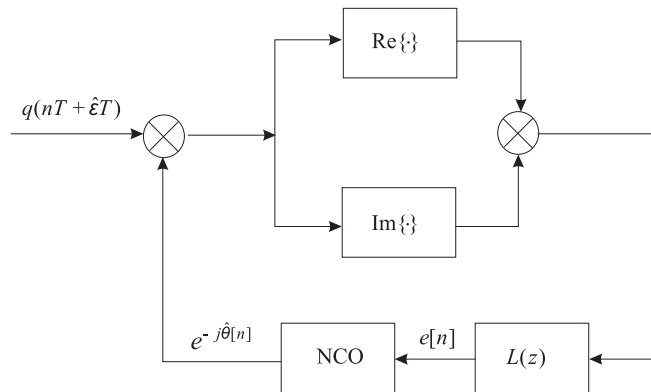 Re{·}
q(nT + ε̂T)
Im{·}
e^{- jθ̂[n]}
NCO
e[n]
L(z)